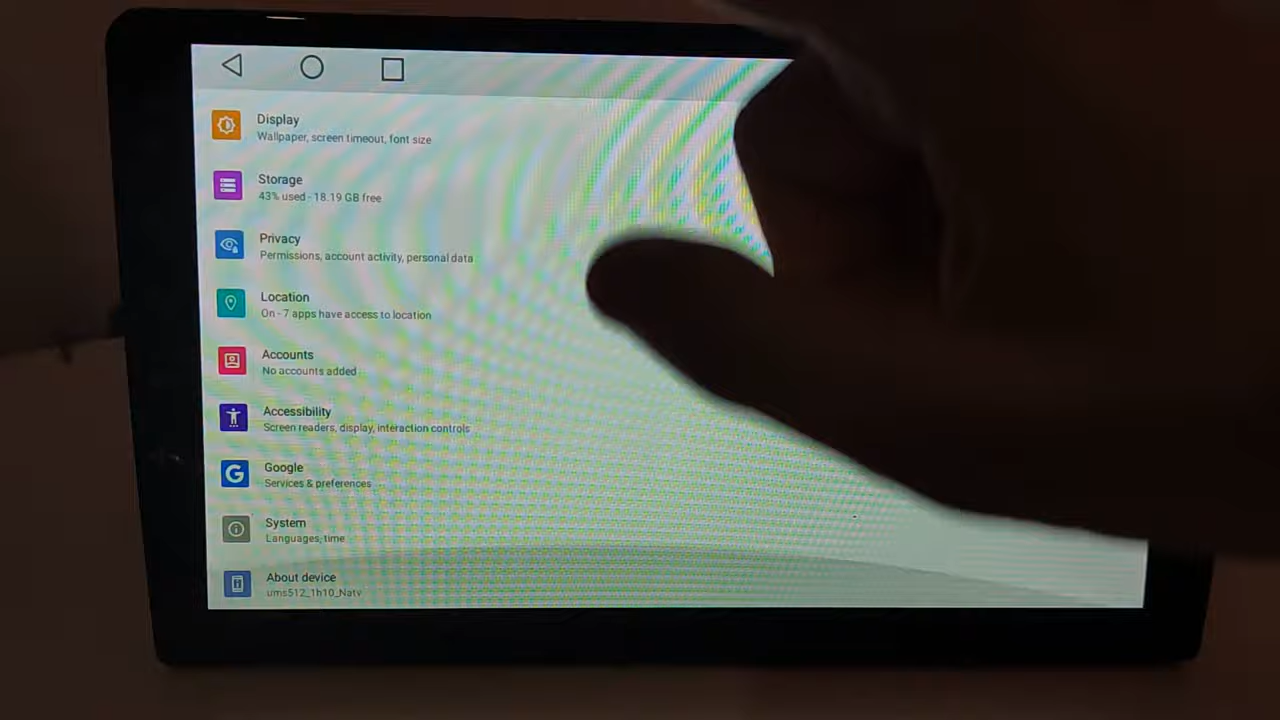 Display
Wallpaper, screen timeout, font size
Storage
43% used - 18.19 GB free
Privacy
Permissions, account activity, personal data
Location
On - 7 apps have access to location
Accounts
No accounts added
Accessibility
Screen readers, display, interaction controls
Google
Services & preferences
System
Languages, time
About device
ums512_1h10_Natv